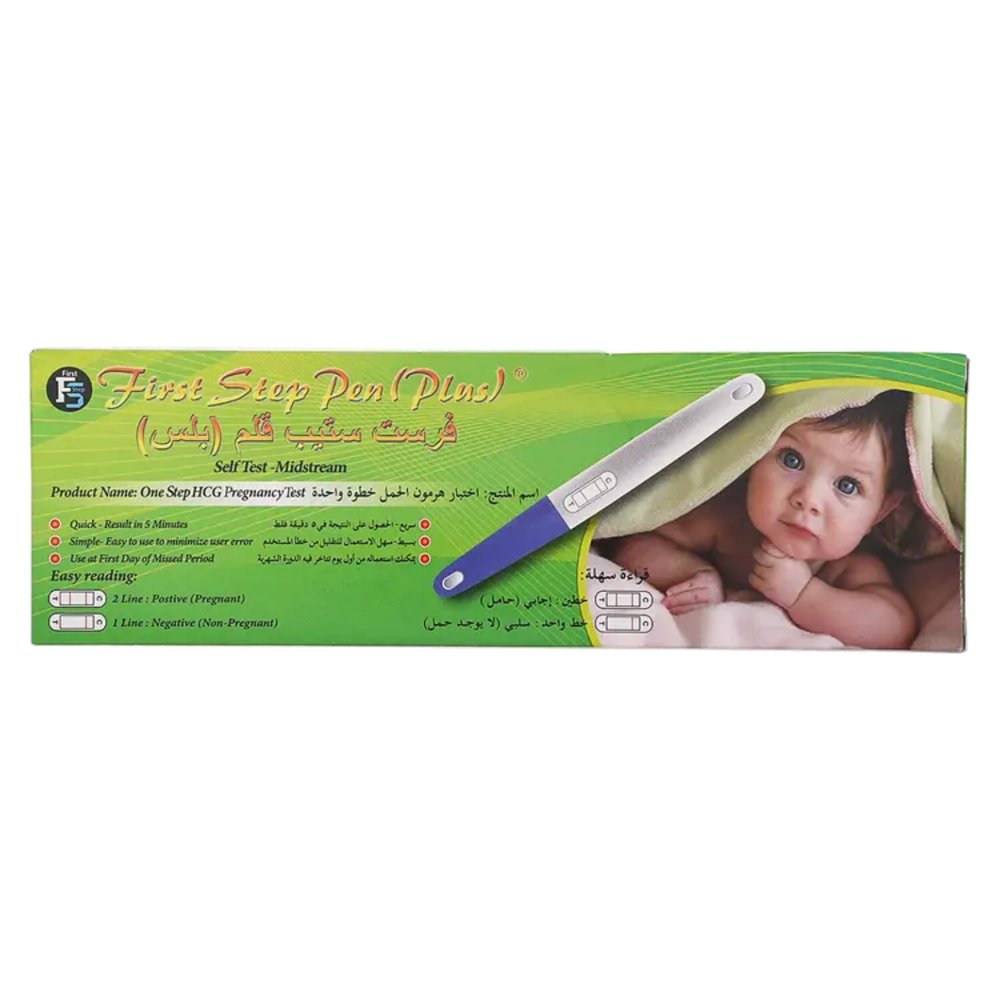 First Step
FS
First Step Pen (Plus)®
فرست ستيب قلم (بلس)
Self Test -Midstream
Product Name: One Step HCG Pregnancy Test اسم المنتج: اختبار هرمون الحمل خطوة واحدة
Quick - Result in 5 Minutes سريع-الحصول على النتيجة في ٥ دقيقة فقط
Simple- Easy to use to minimize user error بسيط-سهل الاستعمال للتقليل من خطأ المستخدم
Use at First Day of Missed Period يمكنك استعماله من أول يوم تتاخر فيه الدورة الشهرية
Easy reading: قراءة سهلة:
T C 2 Line : Postive (Pregnant) خطين : إجابي (حامل) T C
T C 1 Line : Negative (Non-Pregnant) خط واحد : سلبي (لا يوجد حمل) T C
T C